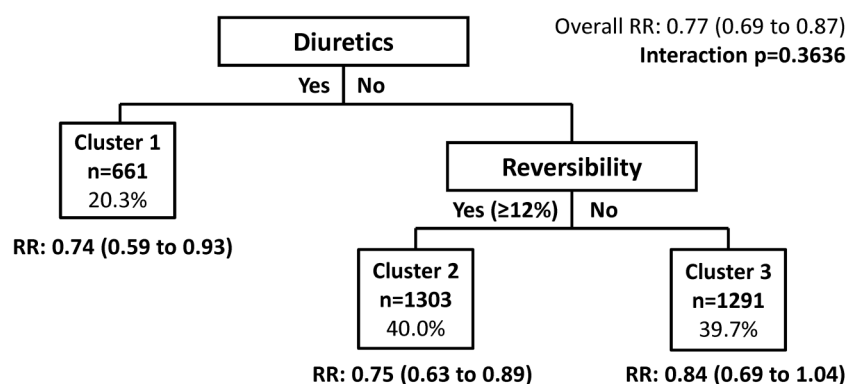 Diuretics
Overall RR: 0.77 (0.69 to 0.87)
Interaction p=0.3636
Yes No
Cluster 1
n=661
20.3%
RR: 0.74 (0.59 to 0.93)
Reversibility
Yes (≥12%) No
Cluster 2
n=1303
40.0%
RR: 0.75 (0.63 to 0.89)
Cluster 3
n=1291
39.7%
RR: 0.84 (0.69 to 1.04)